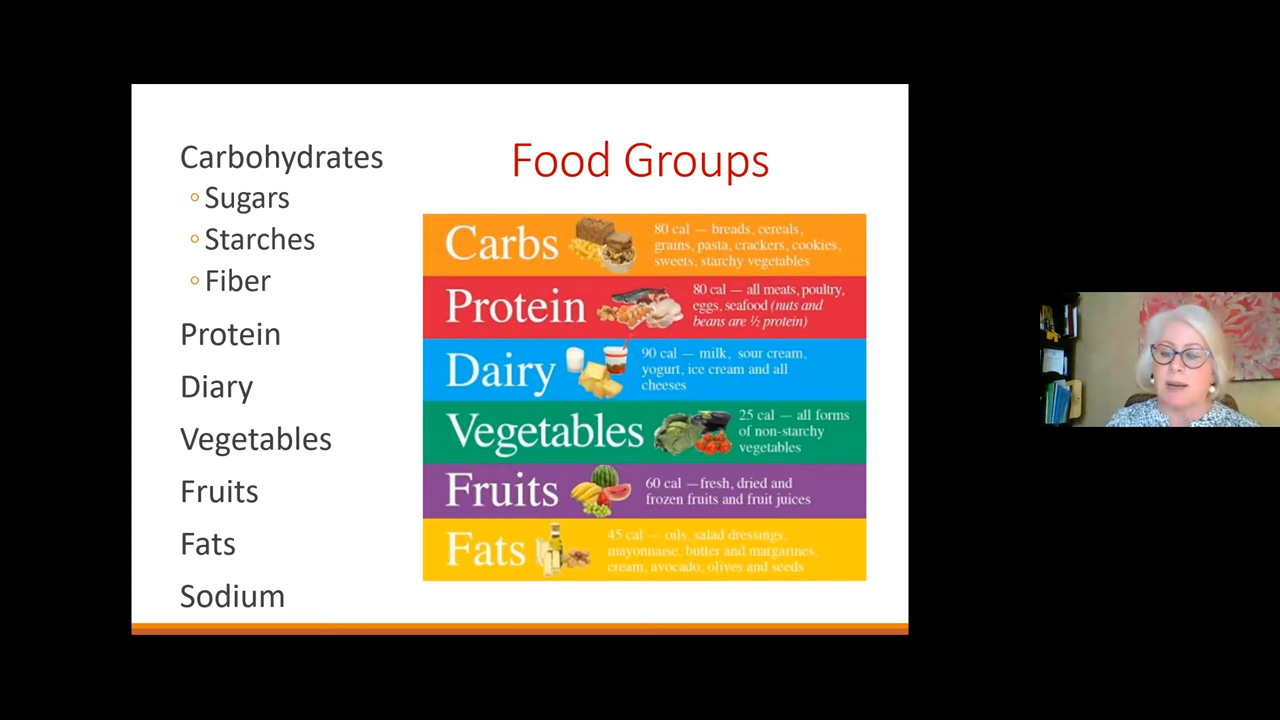 Carbohydrates
◦ Sugars
◦ Starches
◦ Fiber
Protein
Diary
Vegetables
Fruits
Fats
Sodium
Food Groups
Carbs
80 cal — breads, cereals,
grains, pasta, crackers, cookies,
sweets, starchy vegetables
Protein
80 cal — all meats, poultry,
eggs, seafood (nuts and
beans are ½ protein)
Dairy
90 cal — milk, sour cream,
yogurt, ice cream and all
cheeses
Vegetables
25 cal — all forms
of non-starchy
vegetables
Fruits
60 cal —fresh, dried and
frozen fruits and fruit juices
Fats
45 cal — oils, salad dressings,
mayonnaise, butter and margarines,
cream, avocado, olives and seeds